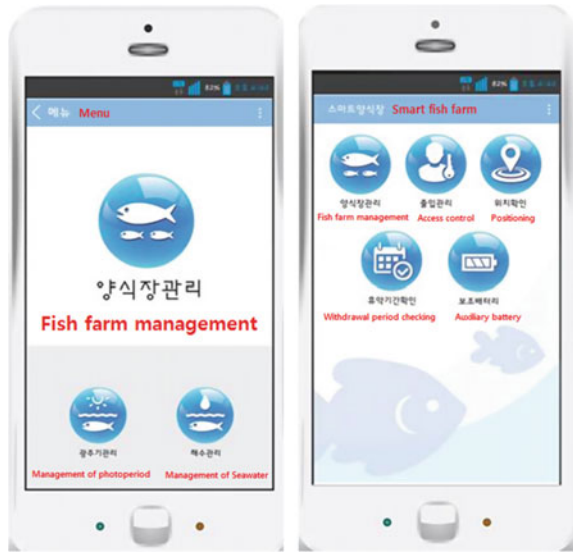 82%
메뉴 Menu
양식장관리
Fish farm management
광주기관리
Management of photoperiod
해수관리
Management of Seawater
82%
스마트양식장 Smart fish farm
양식장관리
Fish farm management
출입관리
Access control
위치확인
Positioning
휴약기간확인
Withdrawal period checking
보조배터리
Auxiliary battery